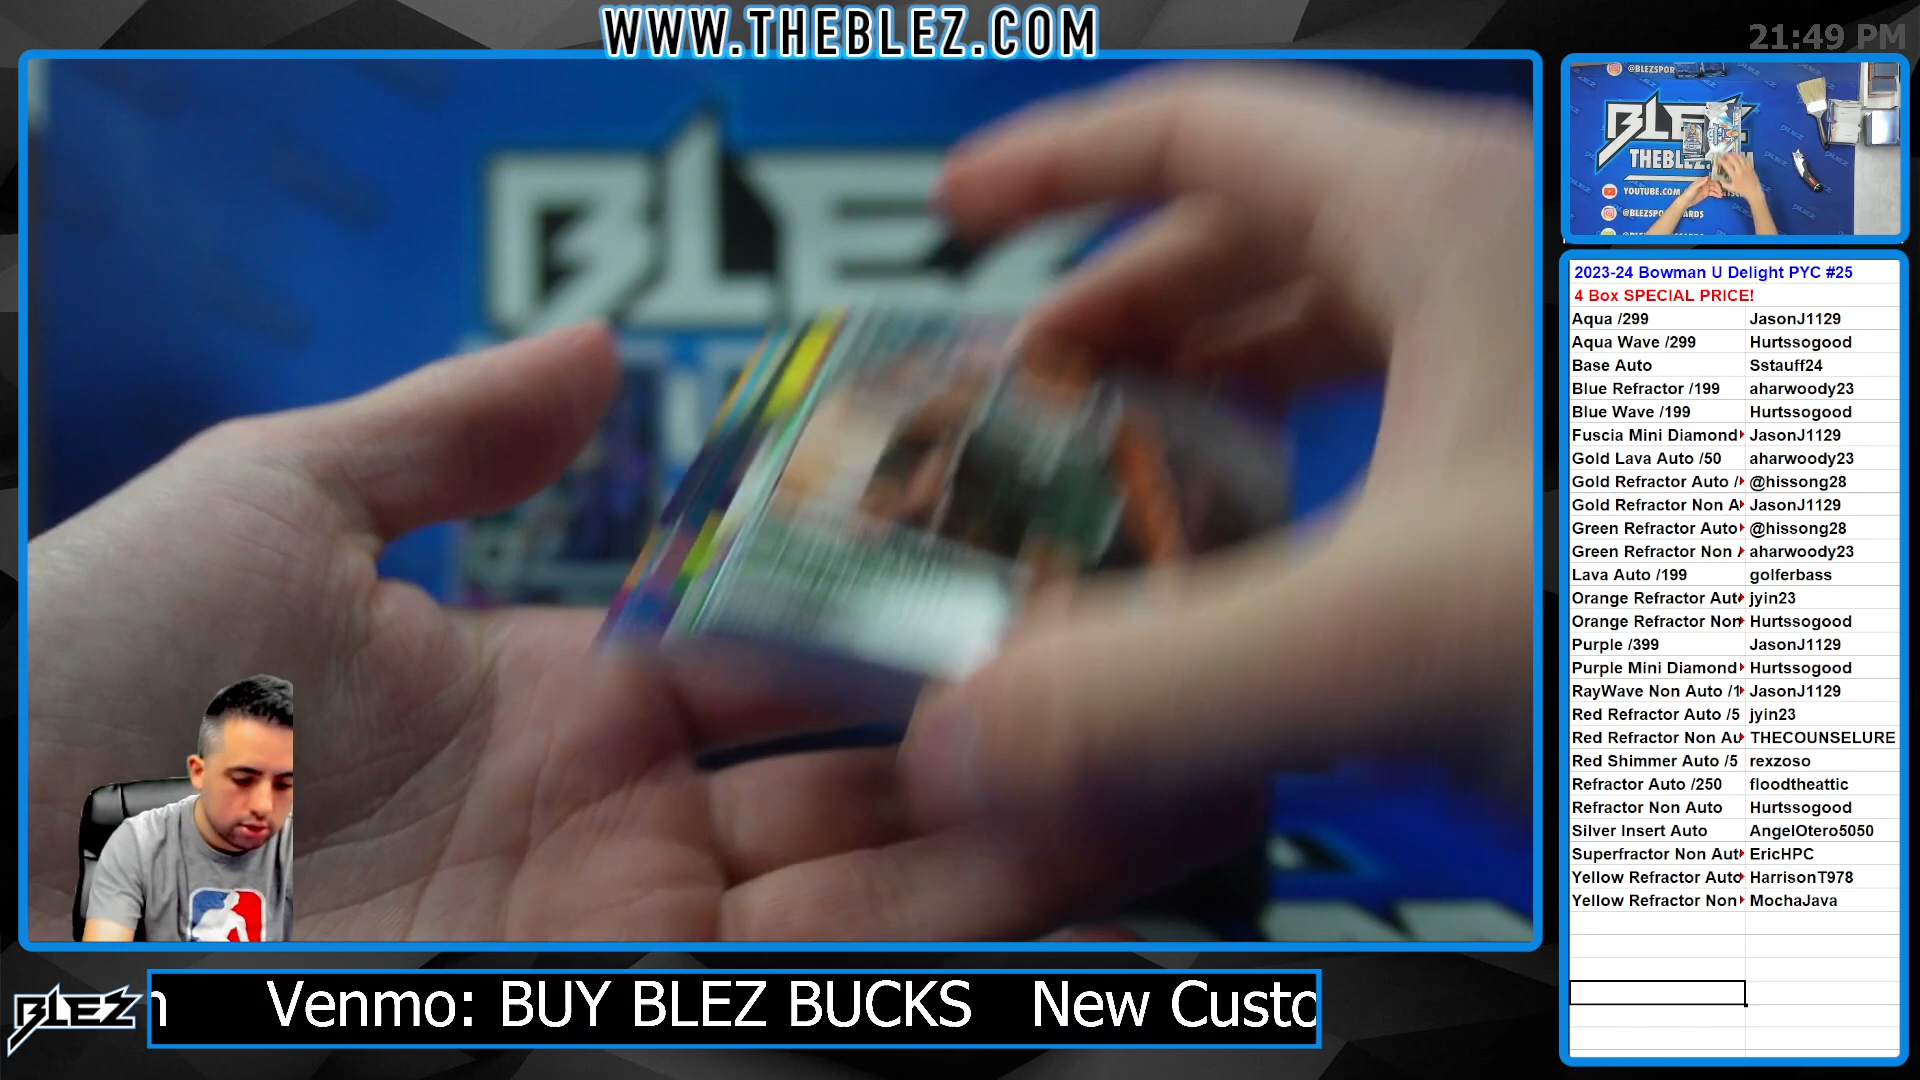 WWW.THEBLEZ.COM
21:49 PM
BLEZ
@BLEZSPOR
BLEZ
THEBLEZ
YOUTUBE.COM
@BLEZSPO
2023-24 Bowman U Delight PYC #25
4 Box SPECIAL PRICE!
Aqua /299 JasonJ1129
Aqua Wave /299 Hurtssogood
Base Auto Sstauff24
Blue Refractor /199 aharwoody23
Blue Wave /199 Hurtssogood
Fuscia Mini Diamond JasonJ1129
Gold Lava Auto /50 aharwoody23
Gold Refractor Auto / @hissong28
Gold Refractor Non A JasonJ1129
Green Refractor Auto @hissong28
Green Refractor Non aharwoody23
Lava Auto /199 golferbass
Orange Refractor Aut jyin23
Orange Refractor Non Hurtssogood
Purple /399 JasonJ1129
Purple Mini Diamond Hurtssogood
RayWave Non Auto /1 JasonJ1129
Red Refractor Auto /5 jyin23
Red Refractor Non Au THECOUNSELURE
Red Shimmer Auto /5 rexzoso
Refractor Auto /250 floodtheattic
Refractor Non Auto Hurtssogood
Silver Insert Auto AngelOtero5050
Superfractor Non Aut EricHPC
Yellow Refractor Auto HarrisonT978
Yellow Refractor Non MochaJava
BLEZ
Venmo: BUY BLEZ BUCKS New Custo